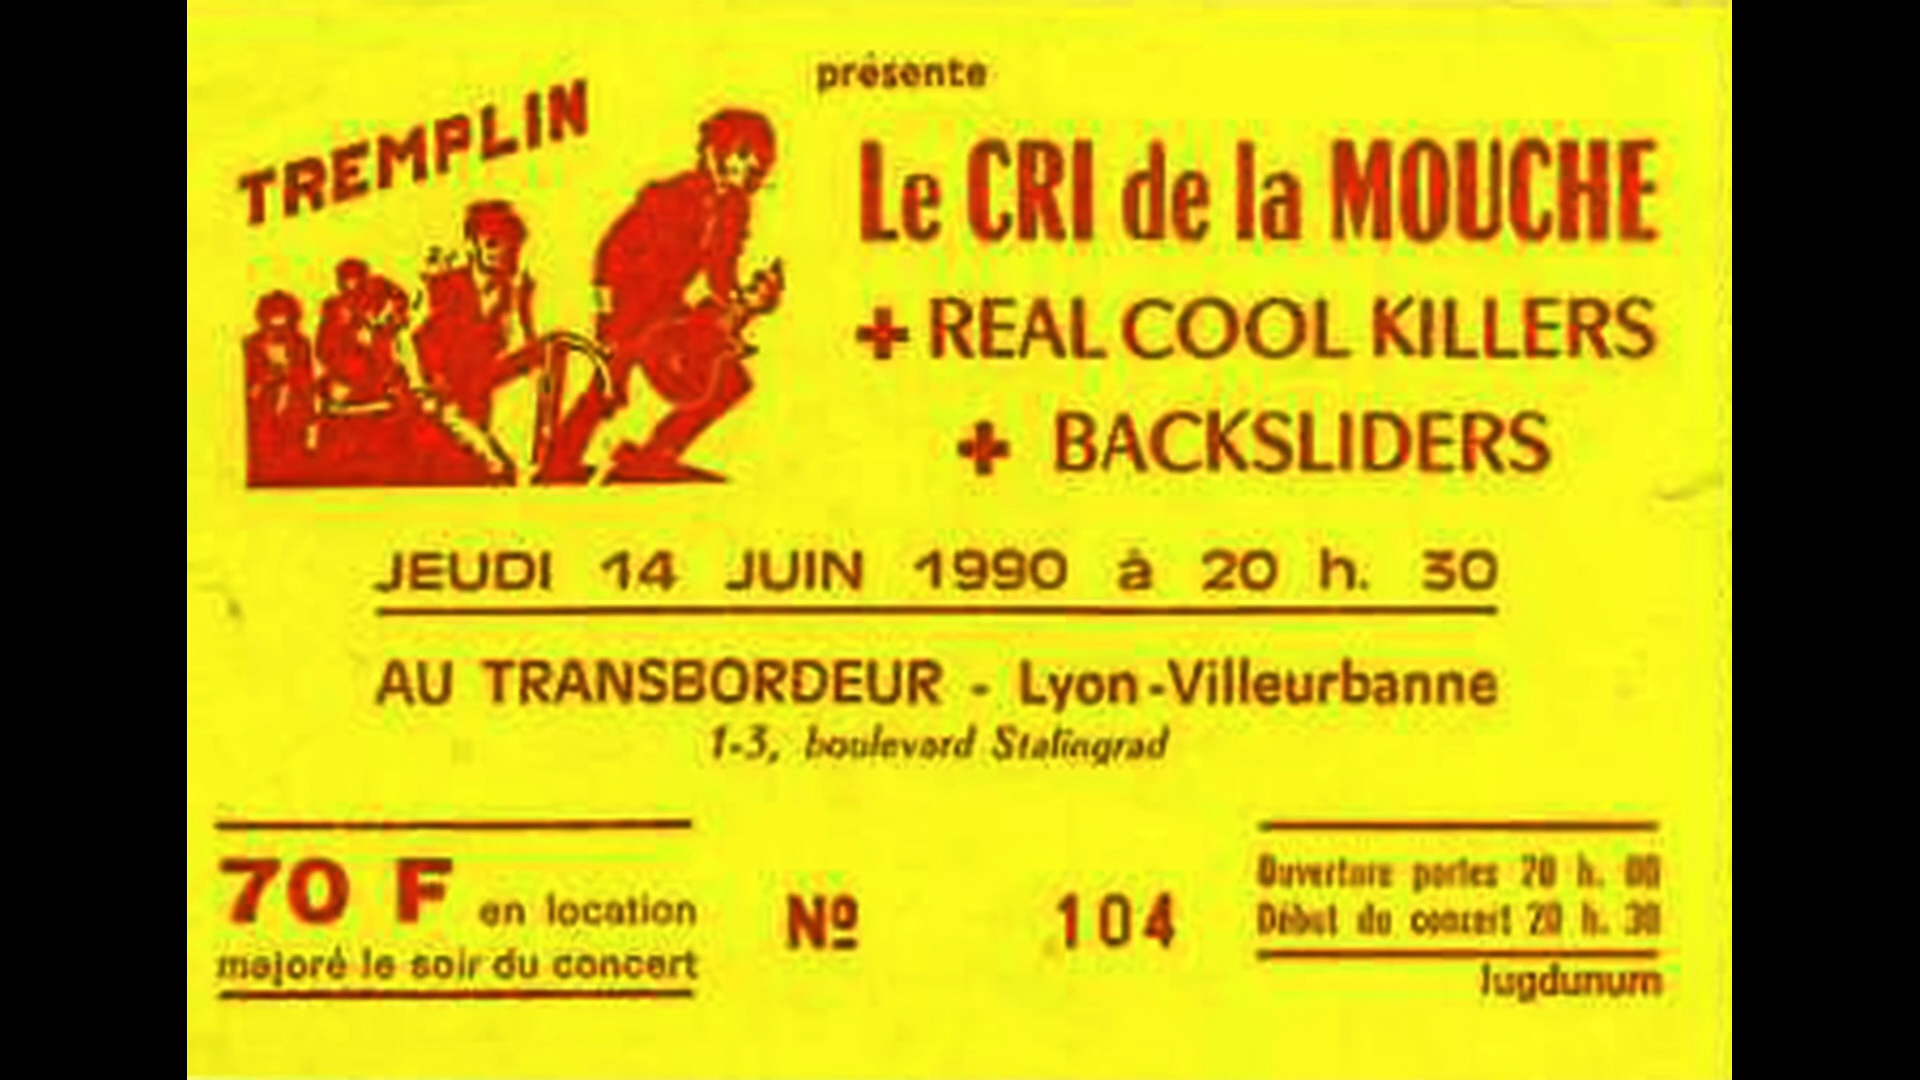 TREMPLIN
présente
Le CRI de la MOUCHE
+ REAL COOL KILLERS
+ BACKSLIDERS
JEUDI 14 JUIN 1990 à 20 h. 30
AU TRANSBORDEUR - Lyon-Villeurbanne
1-3, boulevard Stalingrad
70 F en location
majoré le soir du concert
Nº 104
Ouverture portes 20 h. 00
Début du concert 20 h. 30
lugdunum